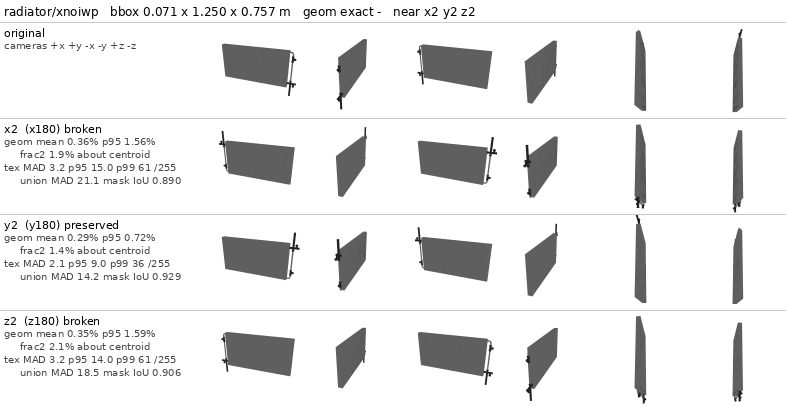 radiator/xnoiwp   bbox 0.071 x 1.250 x 0.757 m   geom exact -   near x2 y2 z2
original
cameras +x +y -x -y +z -z
x2  (x180) broken
geom mean 0.36% p95 1.56%
frac2 1.9% about centroid
tex MAD 3.2 p95 15.0 p99 61 /255
union MAD 21.1 mask IoU 0.890
y2  (y180) preserved
geom mean 0.29% p95 0.72%
frac2 1.4% about centroid
tex MAD 2.1 p95 9.0 p99 36 /255
union MAD 14.2 mask IoU 0.929
z2  (z180) broken
geom mean 0.35% p95 1.59%
frac2 2.1% about centroid
tex MAD 3.2 p95 14.0 p99 61 /255
union MAD 18.5 mask IoU 0.906